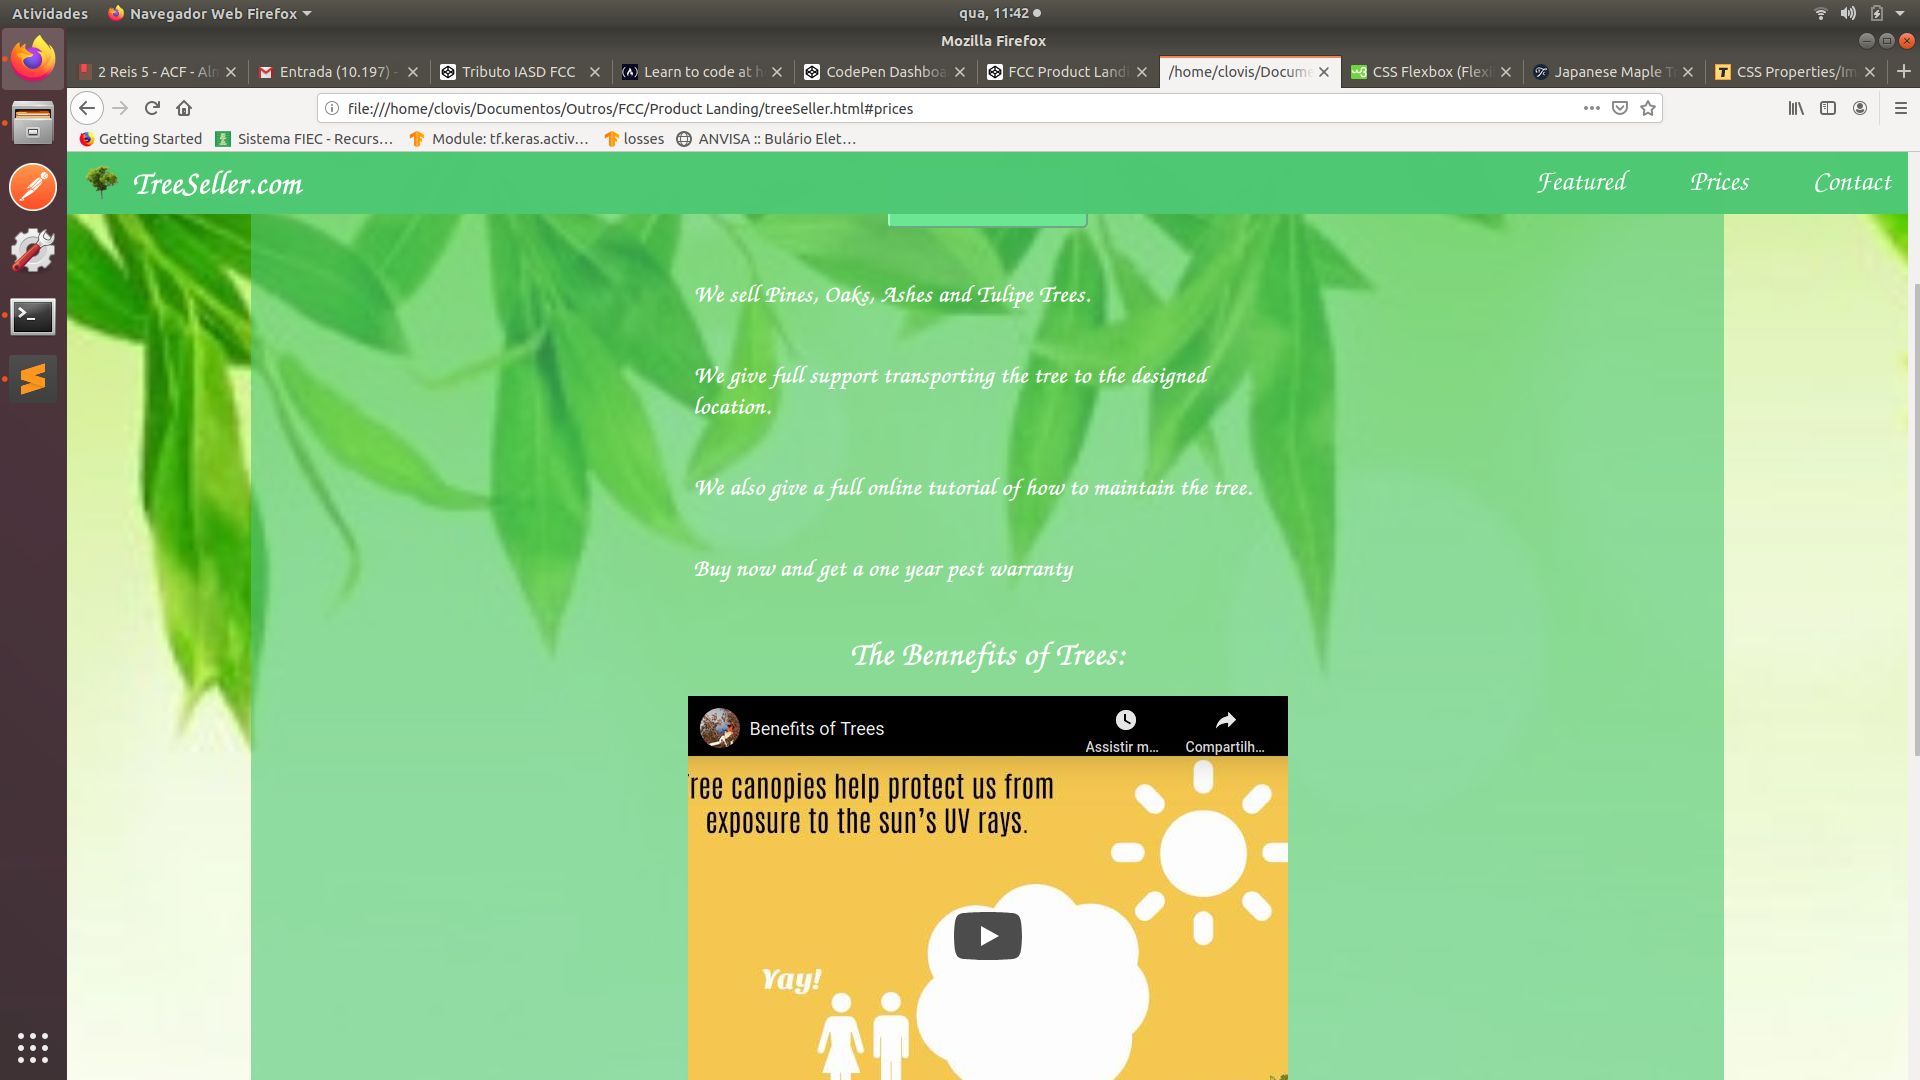 Atividades Navegador Web Firefox qua, 11:42
Mozilla Firefox
2 Reis 5 - ACF - Aln Entrada (10.197) - Tributo IASD FCC Learn to code at h CodePen Dashboa FCC Product Landi /home/clovis/Docume CSS Flexbox (Flexi Japanese Maple Tr CSS Properties/Im
file:///home/clovis/Documentos/Outros/FCC/Product Landing/treeSeller.html#prices
Getting Started Sistema FIEC - Recurs… Module: tf.keras.activ… losses ANVISA :: Bulário Elet…
TreeSeller.com Featured Prices Contact
We sell Pines, Oaks, Ashes and Tulipe Trees.
We give full support transporting the tree to the designed
location.
We also give a full online tutorial of how to maintain the tree.
Buy now and get a one year pest warranty
The Bennefits of Trees:
Benefits of Trees
Assistir m... Compartilh...
ree canopies help protect us from
exposure to the sun's UV rays.
Yay!